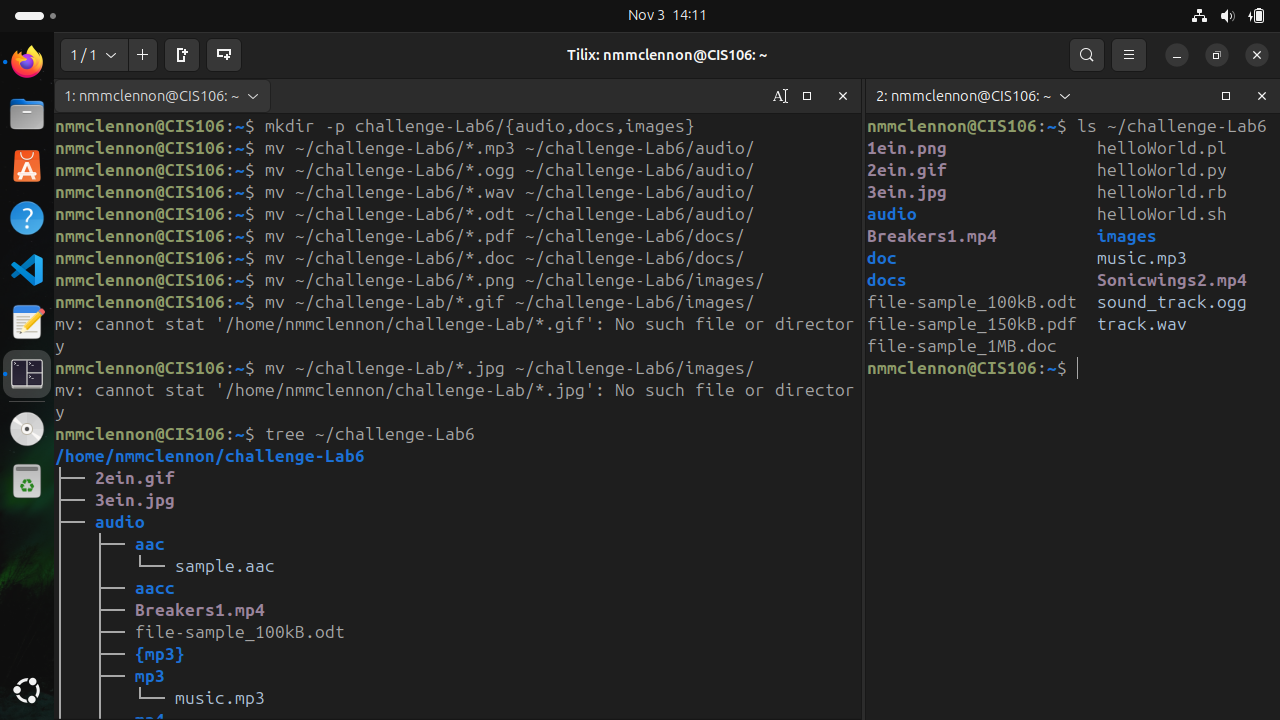 Nov 3 14:11
1 / 1
Tilix: nmmclennon@CIS106: ~
1: nmmclennon@CIS106: ~
nmmclennon@CIS106:~$ mkdir -p challenge-Lab6/{audio,docs,images}
nmmclennon@CIS106:~$ mv ~/challenge-Lab6/*.mp3 ~/challenge-Lab6/audio/
nmmclennon@CIS106:~$ mv ~/challenge-Lab6/*.ogg ~/challenge-Lab6/audio/
nmmclennon@CIS106:~$ mv ~/challenge-Lab6/*.wav ~/challenge-Lab6/audio/
nmmclennon@CIS106:~$ mv ~/challenge-Lab6/*.odt ~/challenge-Lab6/audio/
nmmclennon@CIS106:~$ mv ~/challenge-Lab6/*.pdf ~/challenge-Lab6/docs/
nmmclennon@CIS106:~$ mv ~/challenge-Lab6/*.doc ~/challenge-Lab6/docs/
nmmclennon@CIS106:~$ mv ~/challenge-Lab6/*.png ~/challenge-Lab6/images/
nmmclennon@CIS106:~$ mv ~/challenge-Lab/*.gif ~/challenge-Lab6/images/
mv: cannot stat '/home/nmmclennon/challenge-Lab/*.gif': No such file or director
y
nmmclennon@CIS106:~$ mv ~/challenge-Lab/*.jpg ~/challenge-Lab6/images/
mv: cannot stat '/home/nmmclennon/challenge-Lab/*.jpg': No such file or director
y
nmmclennon@CIS106:~$ tree ~/challenge-Lab6
/home/nmmclennon/challenge-Lab6
├── 2ein.gif
├── 3ein.jpg
├── audio
│   ├── aac
│   │   └── sample.aac
│   ├── aacc
│   ├── Breakers1.mp4
│   ├── file-sample_100kB.odt
│   ├── {mp3}
│   ├── mp3
│   │   └── music.mp3
│   ├── mp4
2: nmmclennon@CIS106: ~
nmmclennon@CIS106:~$ ls ~/challenge-Lab6
1ein.png helloWorld.pl
2ein.gif helloWorld.py
3ein.jpg helloWorld.rb
audio helloWorld.sh
Breakers1.mp4 images
doc music.mp3
docs Sonicwings2.mp4
file-sample_100kB.odt sound_track.ogg
file-sample_150kB.pdf track.wav
file-sample_1MB.doc
nmmclennon@CIS106:~$